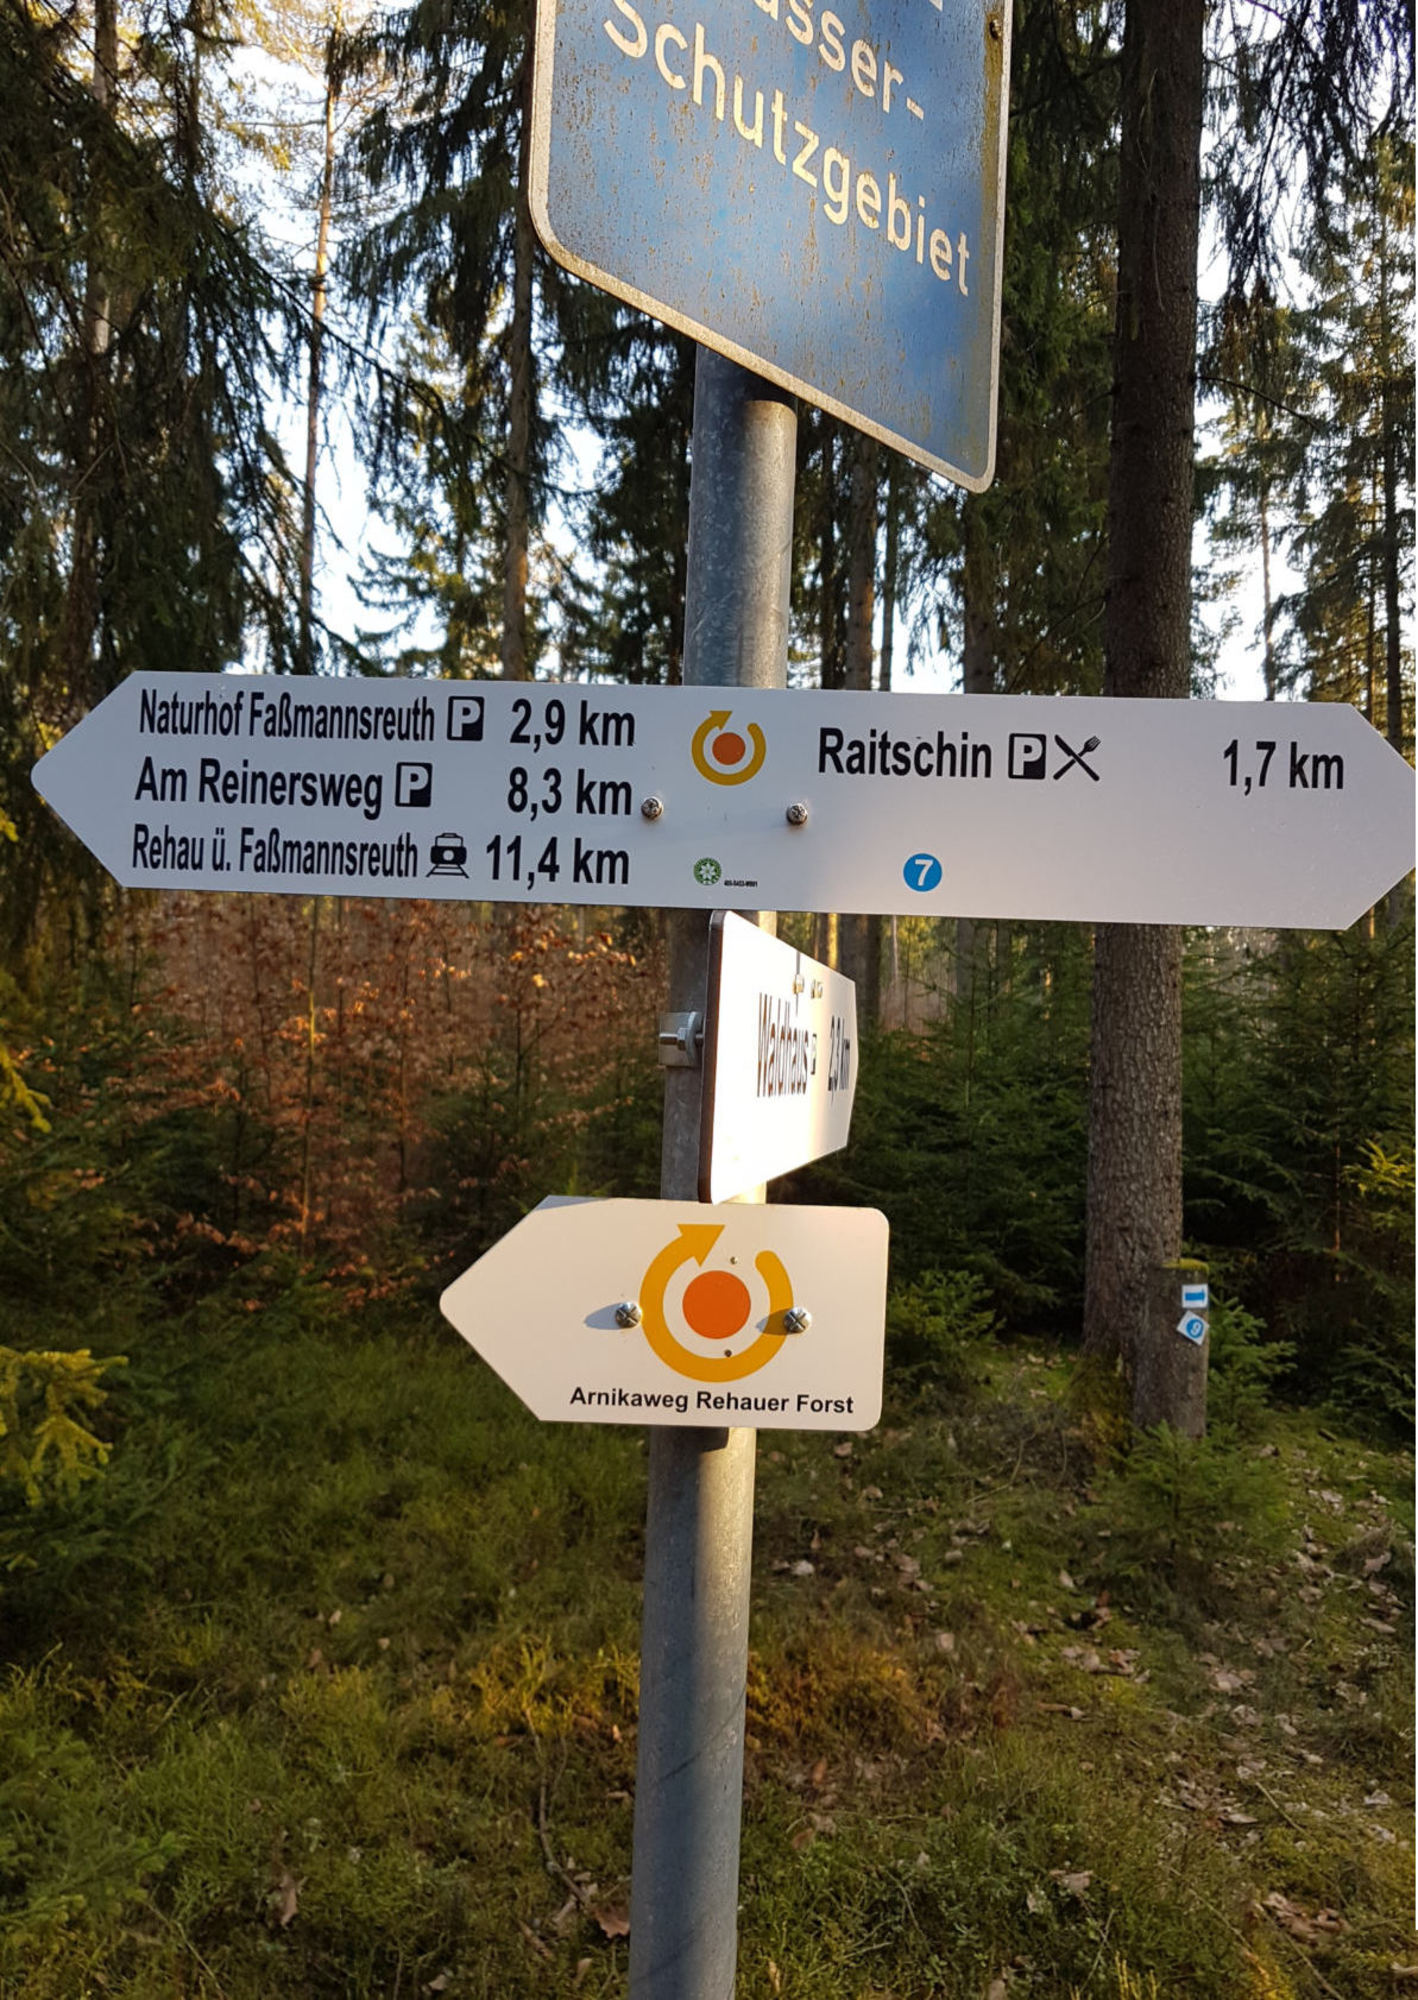 Schutzgebiet
Naturhof Faßmannsreuth P 2,9 km
Am Reinersweg P 8,3 km
Rehau ü. Faßmannsreuth 11,4 km
Raitschin P 1,7 km
7
Waldhaus P
Arnikaweg Rehauer Forst
9